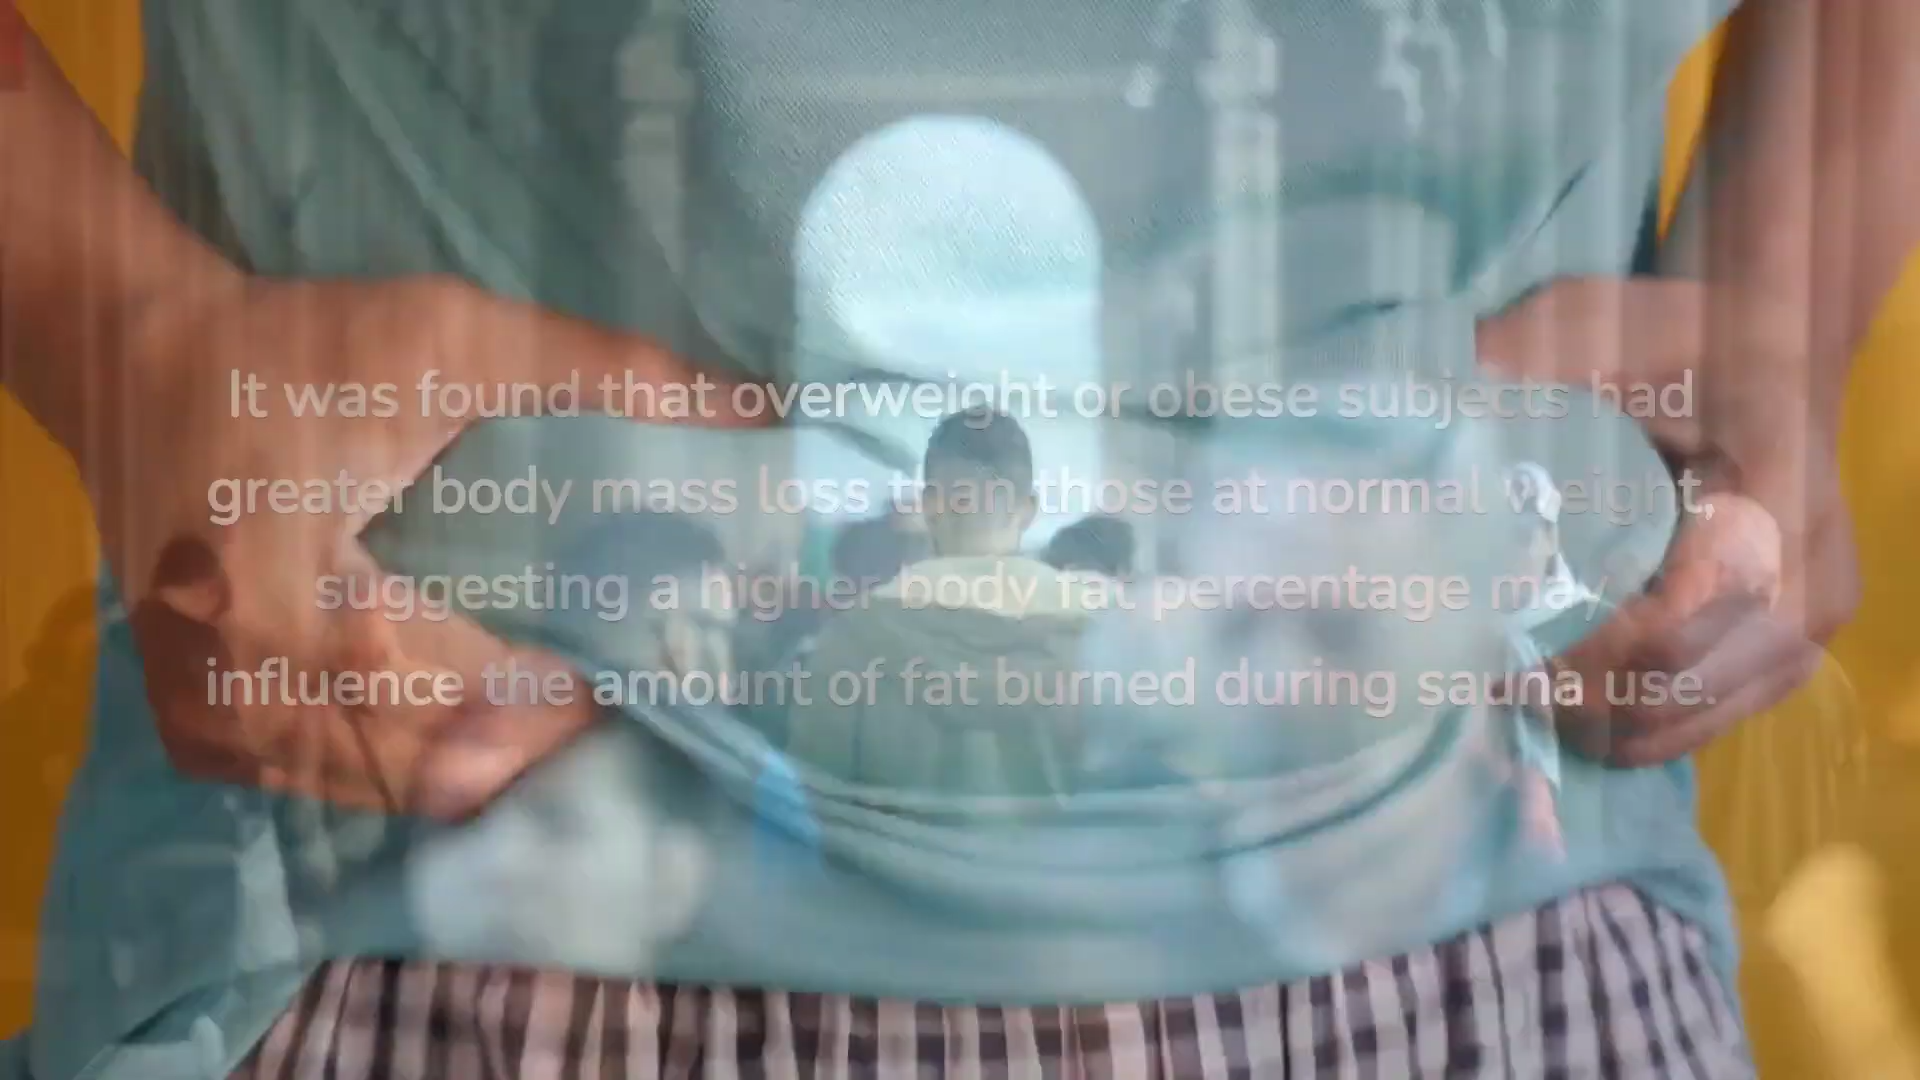 It was found that overweight or obese subjects had
greater body mass loss than those at normal weight,
suggesting a higher body fat percentage may
influence the amount of fat burned during sauna use.